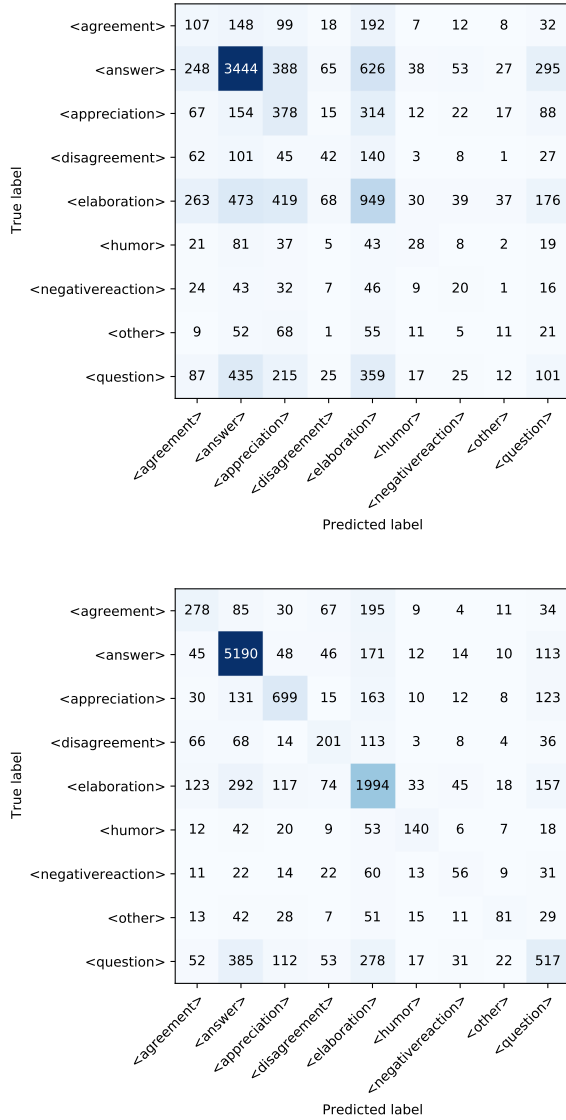 <agreement> 107 148 99 18 192 7 12 8 32
<answer> 248 3444 388 65 626 38 53 27 295
<appreciation> 67 154 378 15 314 12 22 17 88
<disagreement> 62 101 45 42 140 3 8 1 27
<elaboration> 263 473 419 68 949 30 39 37 176
<humor> 21 81 37 5 43 28 8 2 19
<negativereaction> 24 43 32 7 46 9 20 1 16
<other> 9 52 68 1 55 11 5 11 21
<question> 87 435 215 25 359 17 25 12 101
True label
<agreement>
<answer>
<appreciation>
<disagreement>
<elaboration>
<humor>
<negativereaction>
<other>
<question>
Predicted label
<agreement> 278 85 30 67 195 9 4 11 34
<answer> 45 5190 48 46 171 12 14 10 113
<appreciation> 30 131 699 15 163 10 12 8 123
<disagreement> 66 68 14 201 113 3 8 4 36
<elaboration> 123 292 117 74 1994 33 45 18 157
<humor> 12 42 20 9 53 140 6 7 18
<negativereaction> 11 22 14 22 60 13 56 9 31
<other> 13 42 28 7 51 15 11 81 29
<question> 52 385 112 53 278 17 31 22 517
True label
<agreement>
<answer>
<appreciation>
<disagreement>
<elaboration>
<humor>
<negativereaction>
<other>
<question>
Predicted label